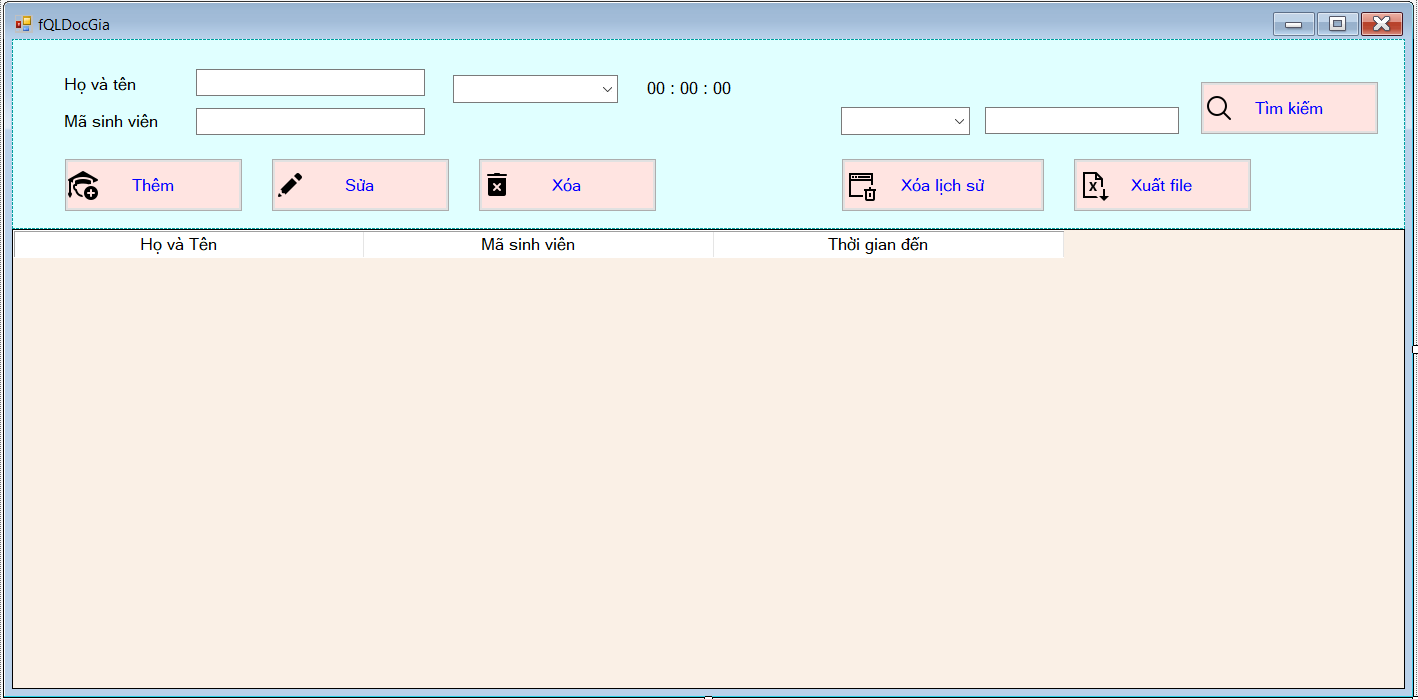 fQLDocGia
Họ và tên
00 : 00 : 00
Mã sinh viên
Tìm kiếm
Thêm
Sửa
Xóa
Xóa lịch sử
Xuất file
Họ và Tên
Mã sinh viên
Thời gian đến